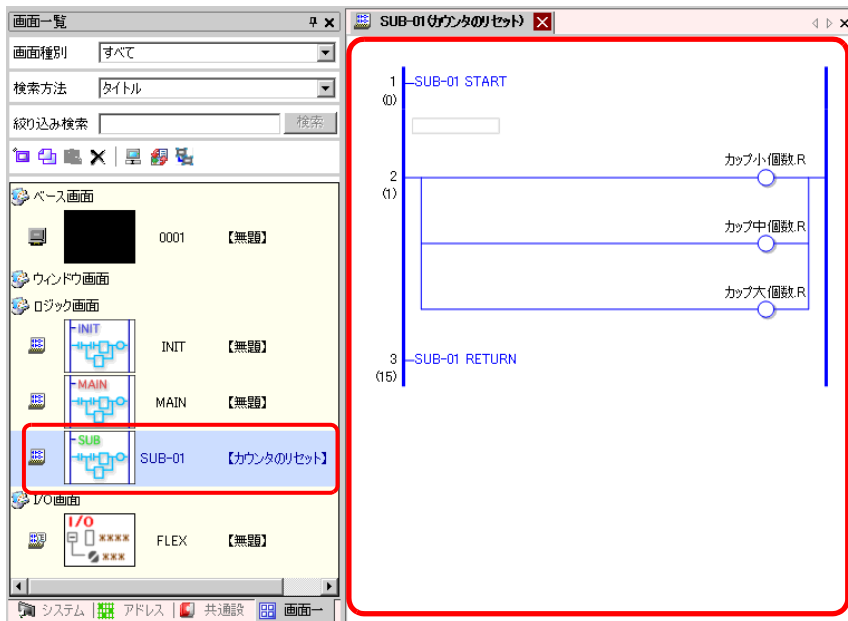 画面一覧
画面種別 すべて
検索方法 タイトル
絞り込み検索 検索
ベース画面
0001 【無題】
ウィンドウ画面
ロジック画面
INIT
INIT 【無題】
MAIN
MAIN 【無題】
SUB
SUB-01 【カウンタのリセット】
I/O画面
I/O
****
***
FLEX 【無題】
システム アドレス 共通設 画面一
SUB-01(カウンタのリセット)
1 SUB-01 START
(0)
カップ小個数.R
2
(1)
カップ中個数.R
カップ大個数.R
3 SUB-01 RETURN
(15)